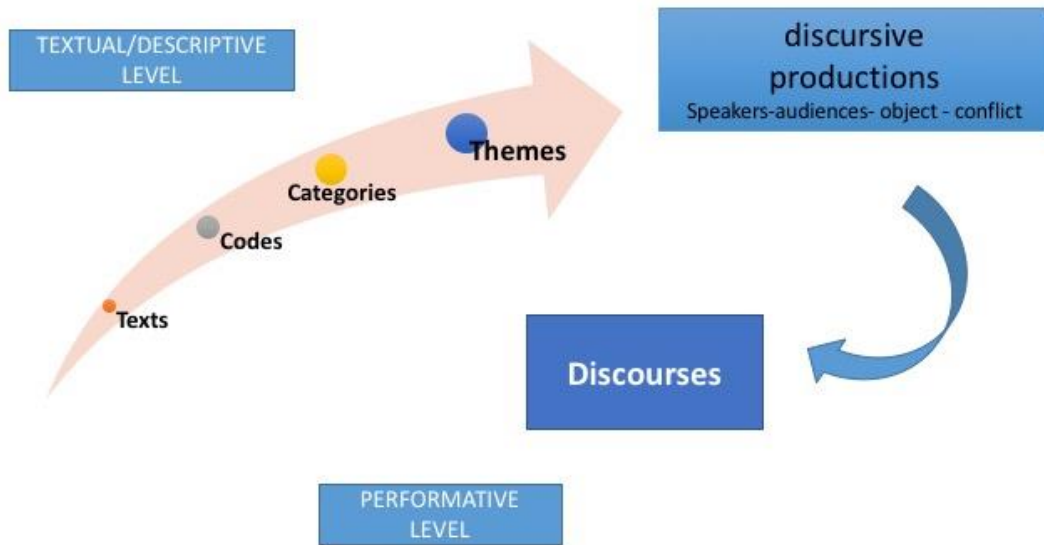 TEXTUAL/DESCRIPTIVE
LEVEL
discursive
productions
Speakers-audiences- object - conflict
Themes
Categories
Codes
Texts
Discourses
PERFORMATIVE
LEVEL